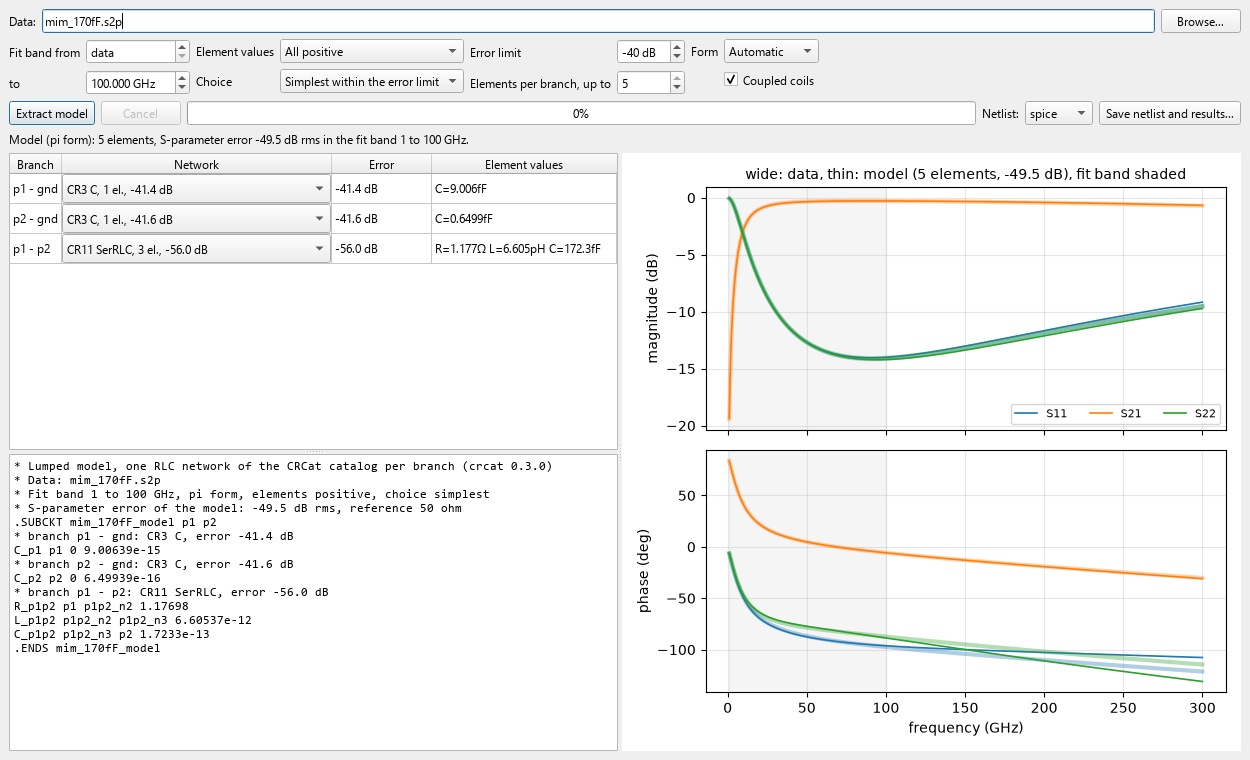 Data: mim_170fF.s2p Browse...
Fit band from data Element values All positive Error limit -40 dB Form Automatic
to 100.000 GHz Choice Simplest within the error limit Elements per branch, up to 5 Coupled coils
Extract model Cancel 0% Netlist: spice Save netlist and results...
Model (pi form): 5 elements, S-parameter error -49.5 dB rms in the fit band 1 to 100 GHz.
Branch Network Error Element values
p1 - gnd CR3 C, 1 el., -41.4 dB -41.4 dB C=9.006fF
p2 - gnd CR3 C, 1 el., -41.6 dB -41.6 dB C=0.6499fF
p1 - p2 CR11 SerRLC, 3 el., -56.0 dB -56.0 dB R=1.177Ω L=6.605pH C=172.3fF
* Lumped model, one RLC network of the CRCat catalog per branch (crcat 0.3.0)
* Data: mim_170fF.s2p
* Fit band 1 to 100 GHz, pi form, elements positive, choice simplest
* S-parameter error of the model: -49.5 dB rms, reference 50 ohm
.SUBCKT mim_170fF_model p1 p2
* branch p1 - gnd: CR3 C, error -41.4 dB
C_p1 p1 0 9.00639e-15
* branch p2 - gnd: CR3 C, error -41.6 dB
C_p2 p2 0 6.49939e-16
* branch p1 - p2: CR11 SerRLC, error -56.0 dB
R_p1p2 p1 p1p2_n2 1.17698
L_p1p2 p1p2_n2 p1p2_n3 6.60537e-12
C_p1p2 p1p2_n3 p2 1.7233e-13
.ENDS mim_170fF_model
wide: data, thin: model (5 elements, -49.5 dB), fit band shaded
magnitude (dB)
0
−5
−10
−15
−20
S11 S21 S22
phase (deg)
50
0
−50
−100
0 50 100 150 200 250 300
frequency (GHz)